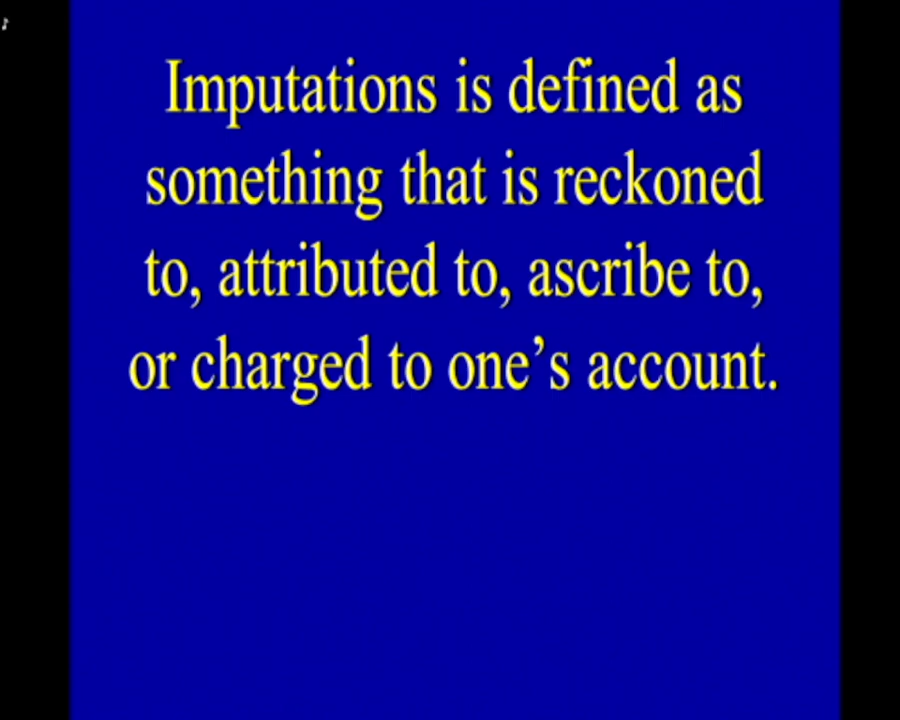 Imputations is defined as
something that is reckoned
to, attributed to, ascribe to,
or charged to one’s account.